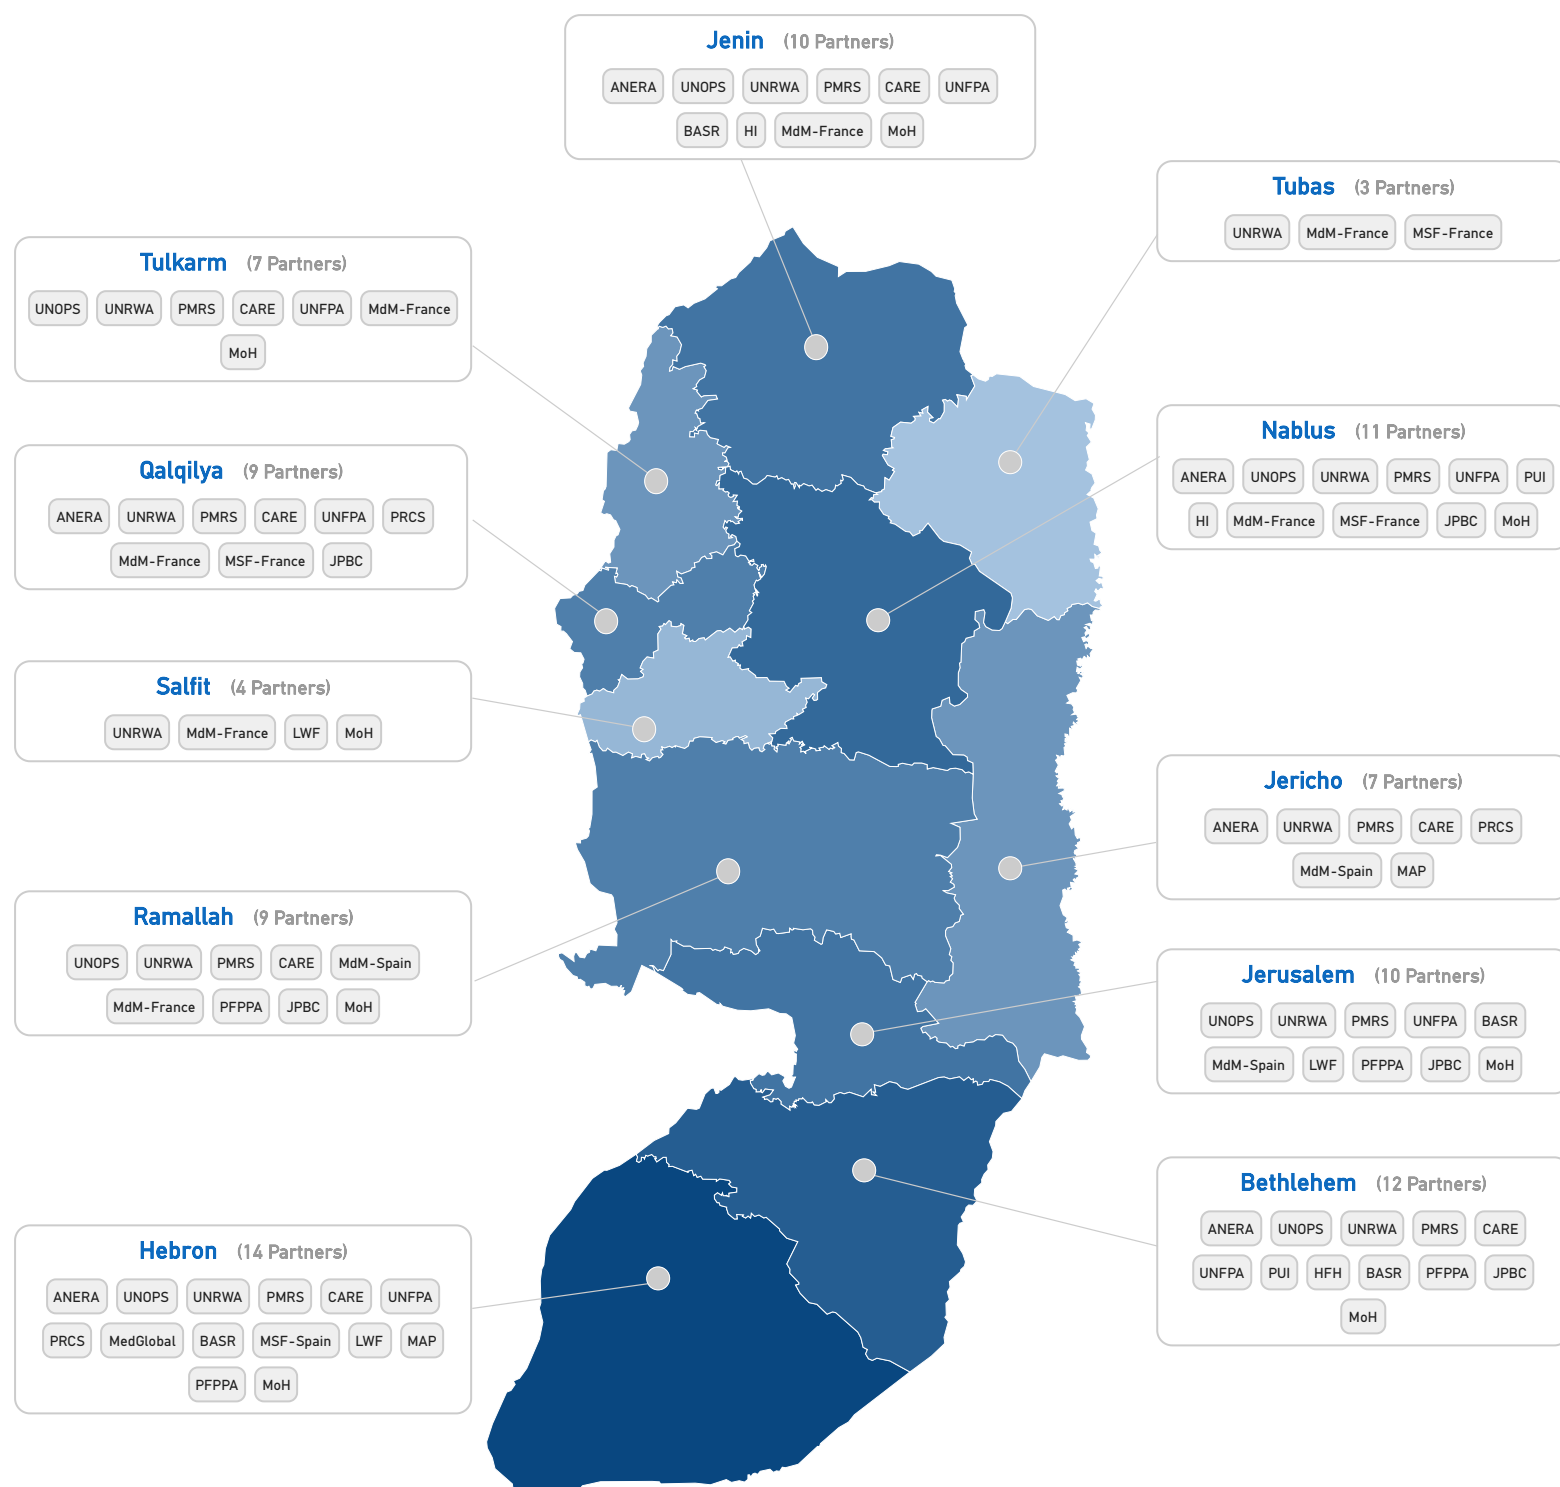 Jenin (10 Partners)
ANERA UNOPS UNRWA PMRS CARE UNFPA
BASR HI MdM-France MoH
Tubas (3 Partners)
UNRWA MdM-France MSF-France
Tulkarm (7 Partners)
UNOPS UNRWA PMRS CARE UNFPA MdM-France
MoH
Nablus (11 Partners)
ANERA UNOPS UNRWA PMRS UNFPA PUI
HI MdM-France MSF-France JPBC MoH
Qalqilya (9 Partners)
ANERA UNRWA PMRS CARE UNFPA PRCS
MdM-France MSF-France JPBC
Salfit (4 Partners)
UNRWA MdM-France LWF MoH
Jericho (7 Partners)
ANERA UNRWA PMRS CARE PRCS
MdM-Spain MAP
Ramallah (9 Partners)
UNOPS UNRWA PMRS CARE MdM-Spain
MdM-France PFPPA JPBC MoH
Jerusalem (10 Partners)
UNOPS UNRWA PMRS UNFPA BASR
MdM-Spain LWF PFPPA JPBC MoH
Bethlehem (12 Partners)
ANERA UNOPS UNRWA PMRS CARE
UNFPA PUI HFH BASR PFPPA JPBC
MoH
Hebron (14 Partners)
ANERA UNOPS UNRWA PMRS CARE UNFPA
PRCS MedGlobal BASR MSF-Spain LWF MAP
PFPPA MoH